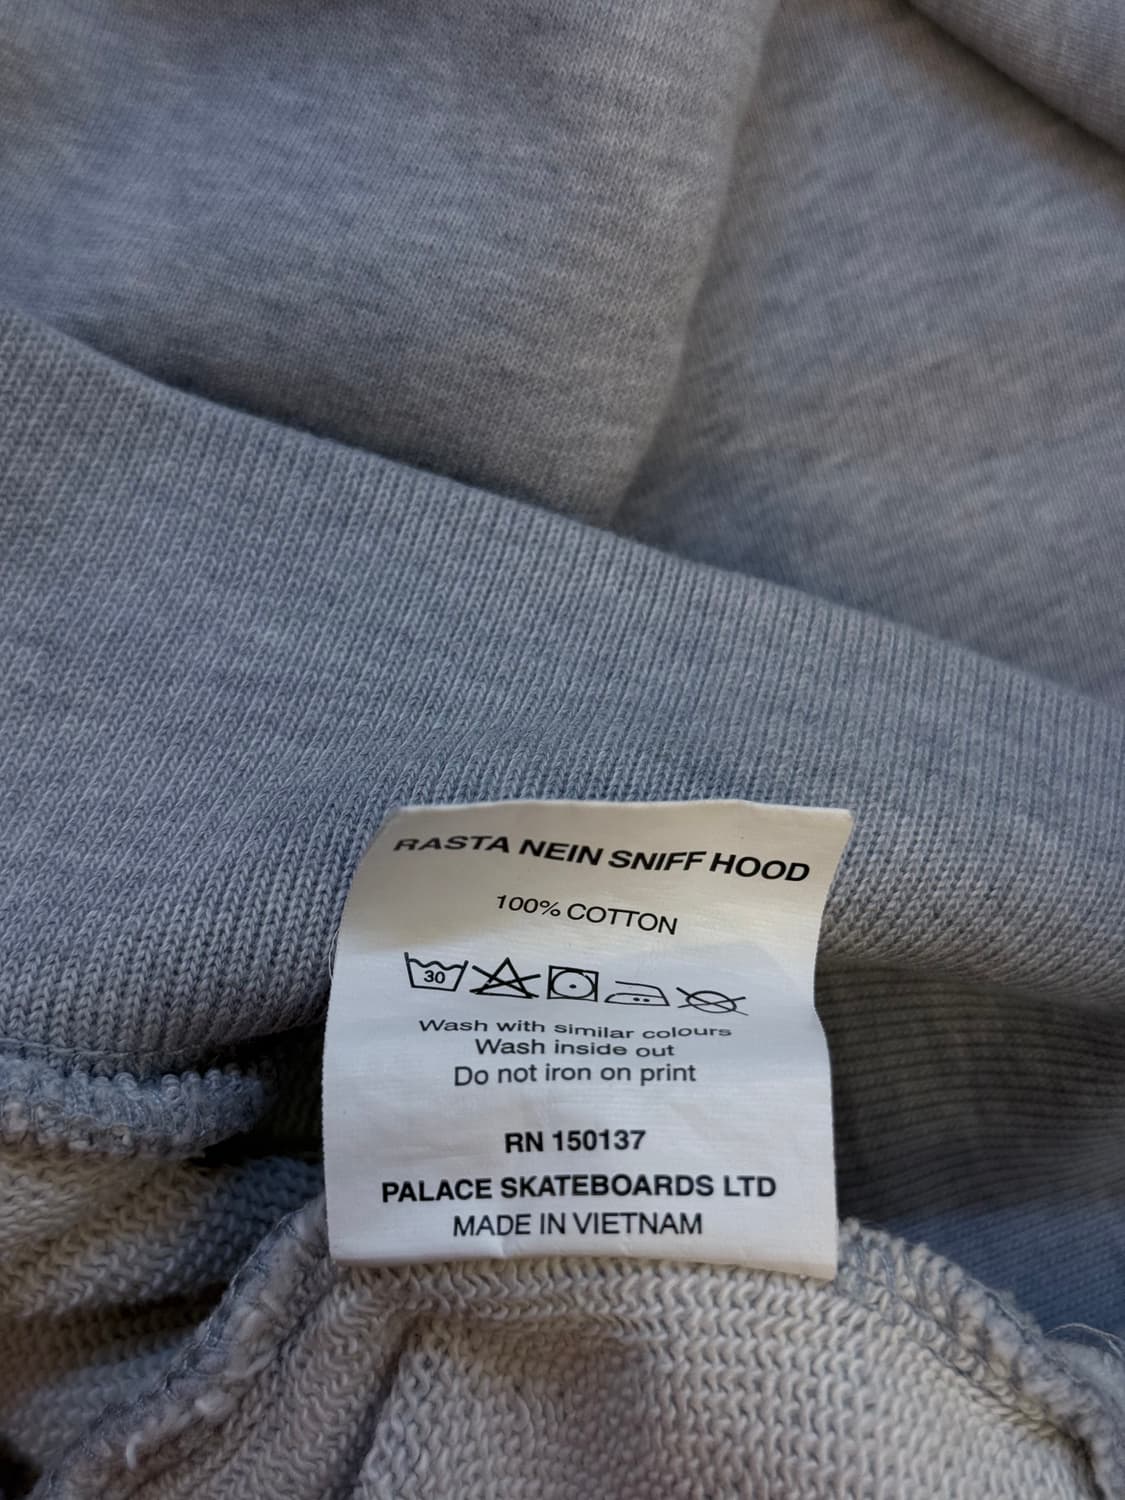 RASTA NEIN SNIFF HOOD
100% COTTON
30
Wash with similar colours
Wash inside out
Do not iron on print
RN 150137
PALACE SKATEBOARDS LTD
MADE IN VIETNAM